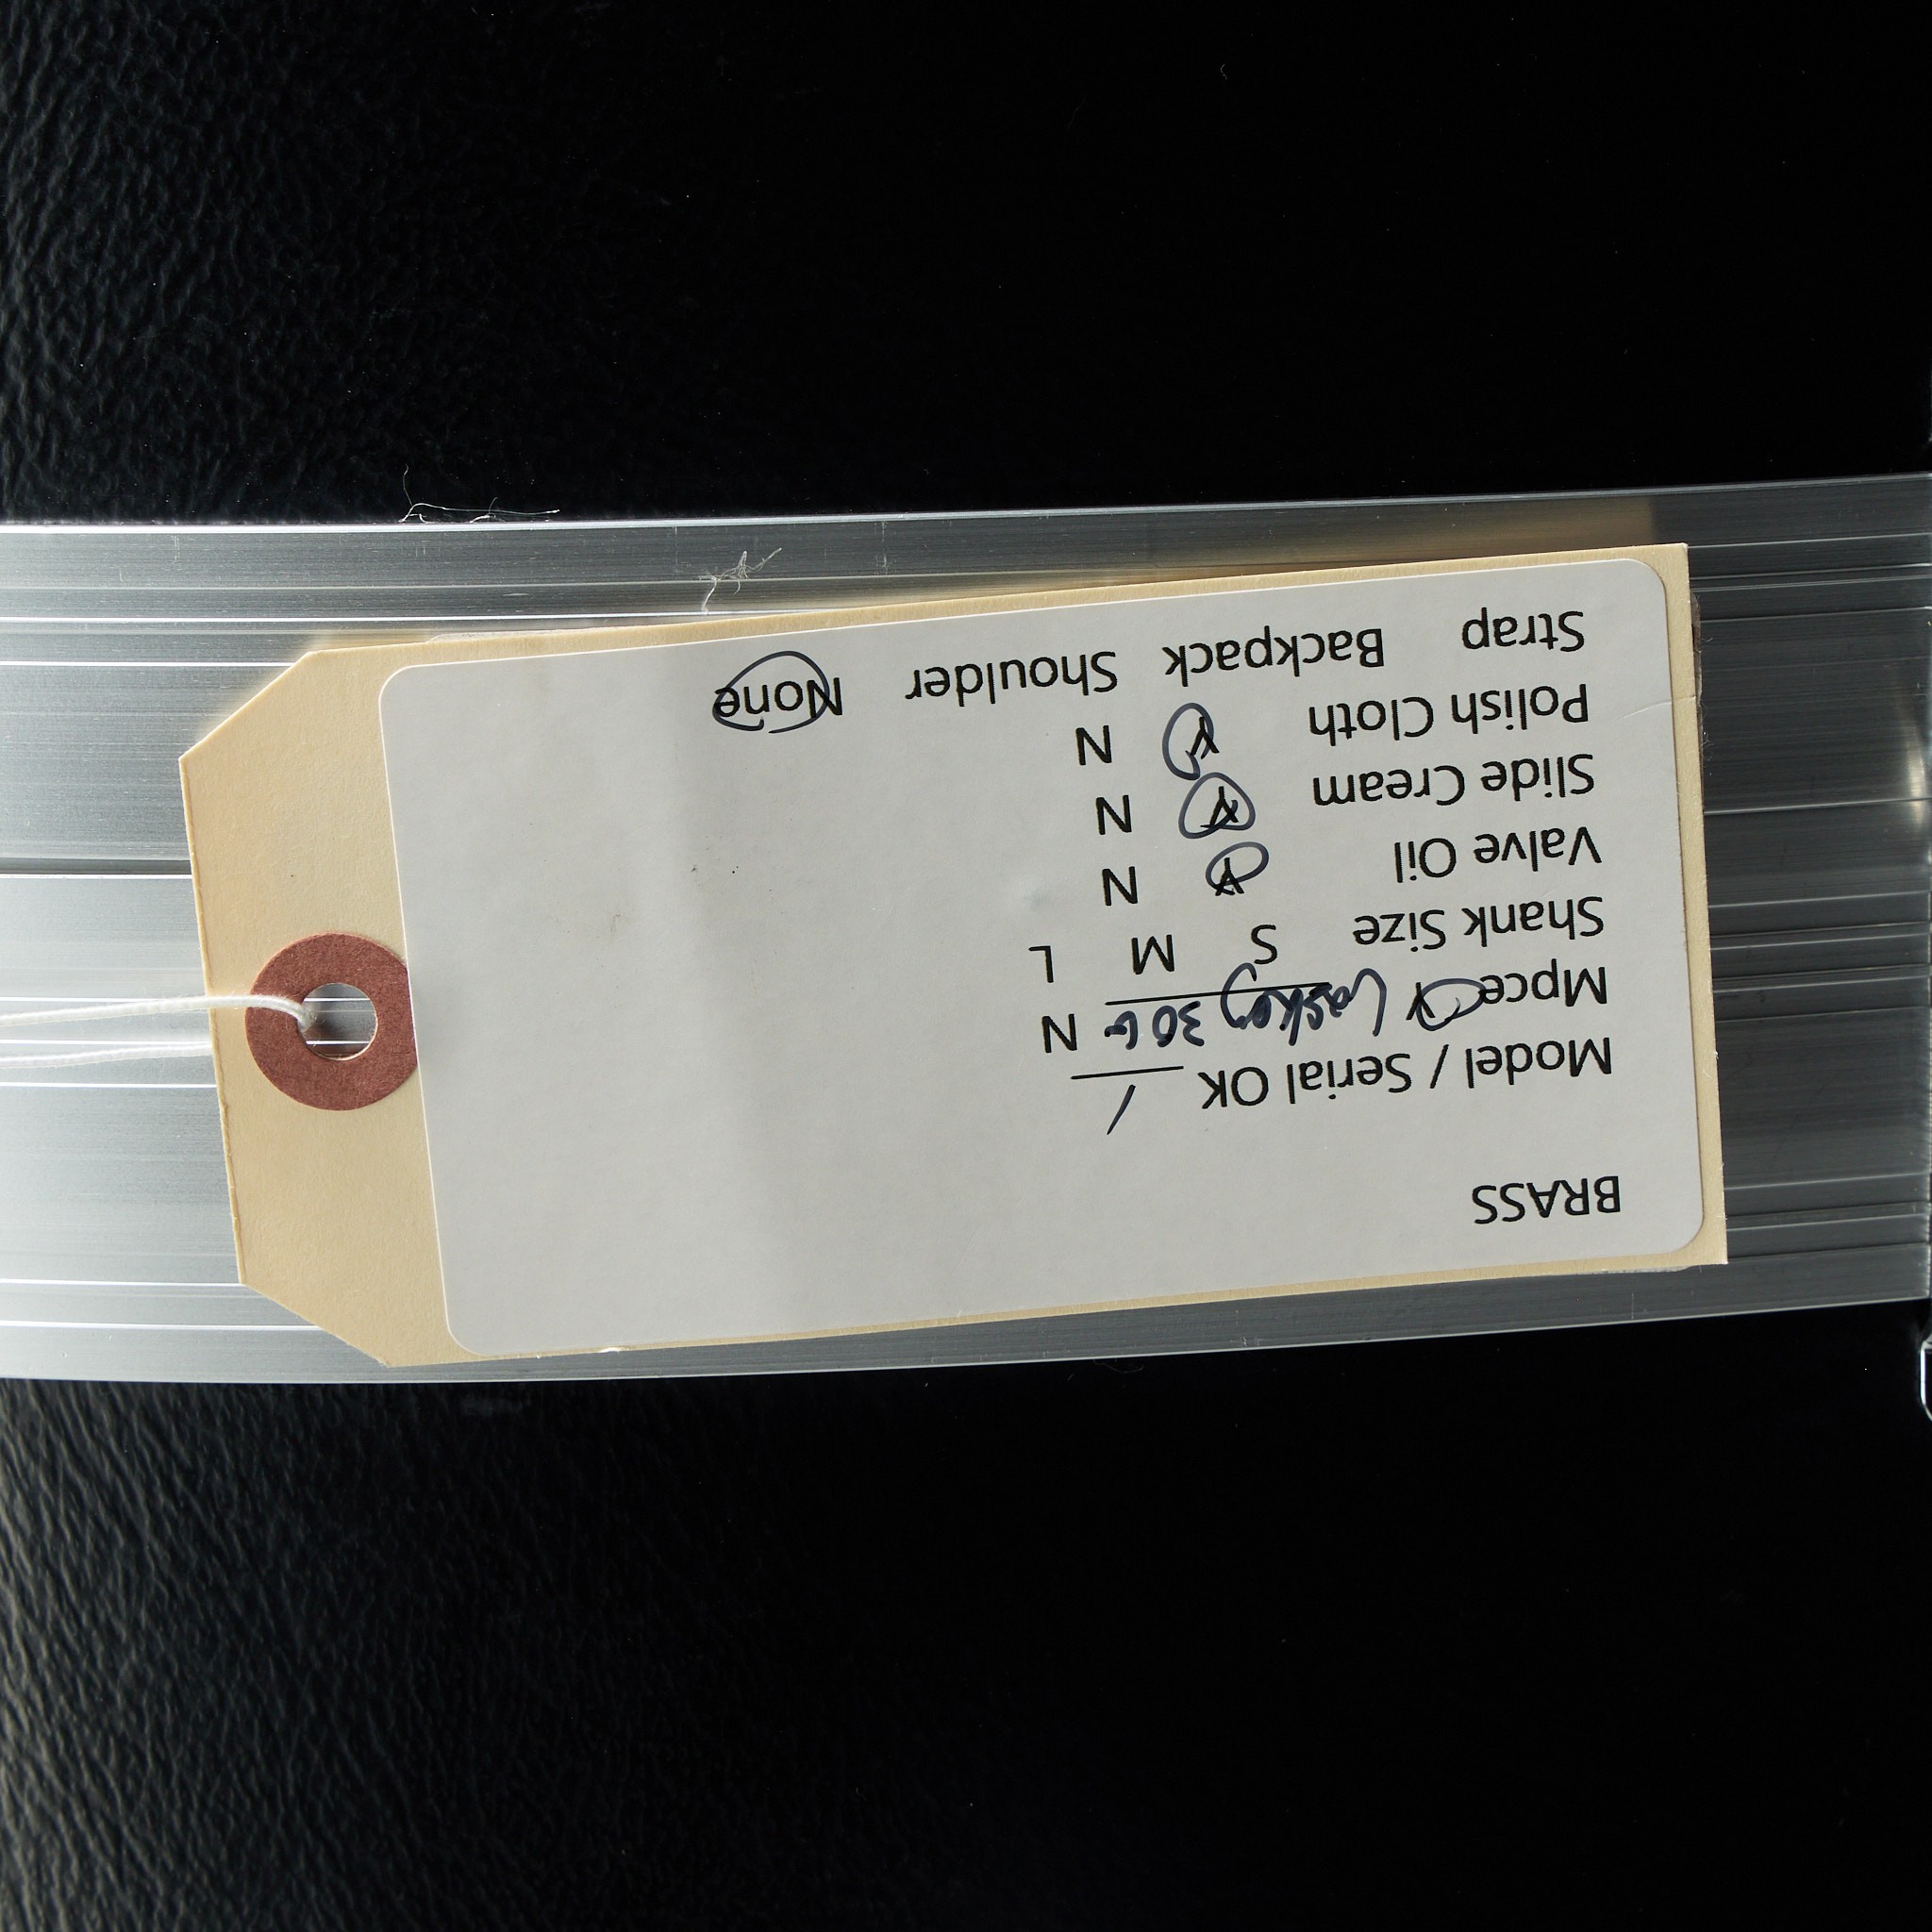 BRASS
Model / Serial OK /
Mpce Y Laskey 30G N
Shank Size S M L
Valve Oil Y N
Slide Cream Y N
Polish Cloth Y N
Strap Backpack Shoulder None